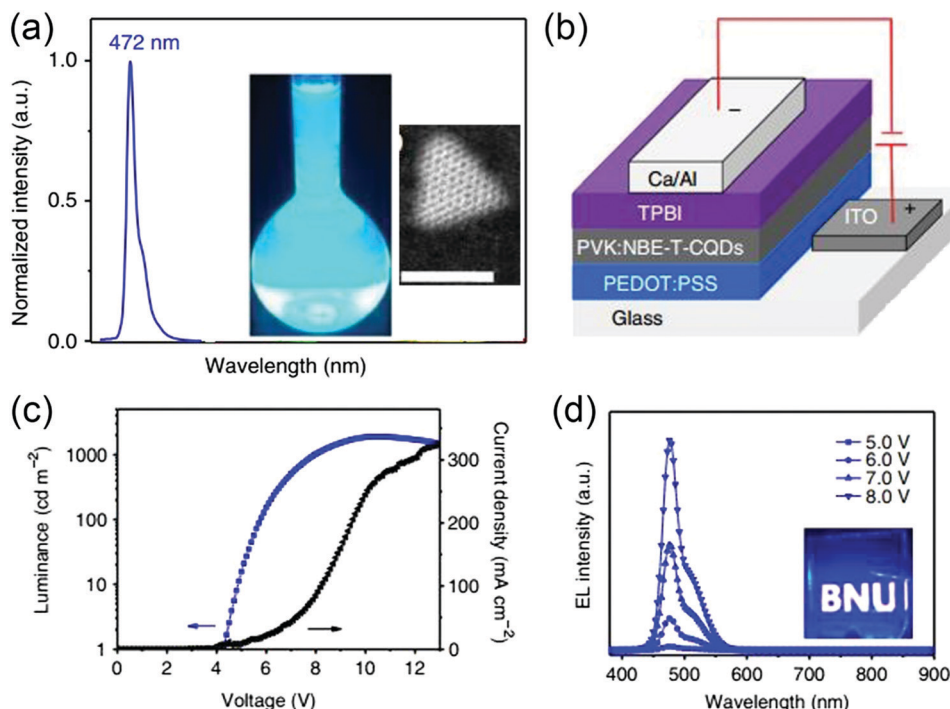 (a)
472 nm
Normalized intensity (a.u.)
1.0
0.5
0.0
Wavelength (nm)
(b)
−
Ca/Al
TPBI
PVK:NBE-T-CQDs
PEDOT:PSS
Glass
ITO
+
(c)
Luminance (cd m⁻²)
1000
100
10
1
0 2 4 6 8 10 12
Voltage (V)
300
200
100
0
Current density (mA cm⁻²)
(d)
EL intensity (a.u.)
5.0 V
6.0 V
7.0 V
8.0 V
BNU
400 500 600 700 800 900
Wavelength (nm)